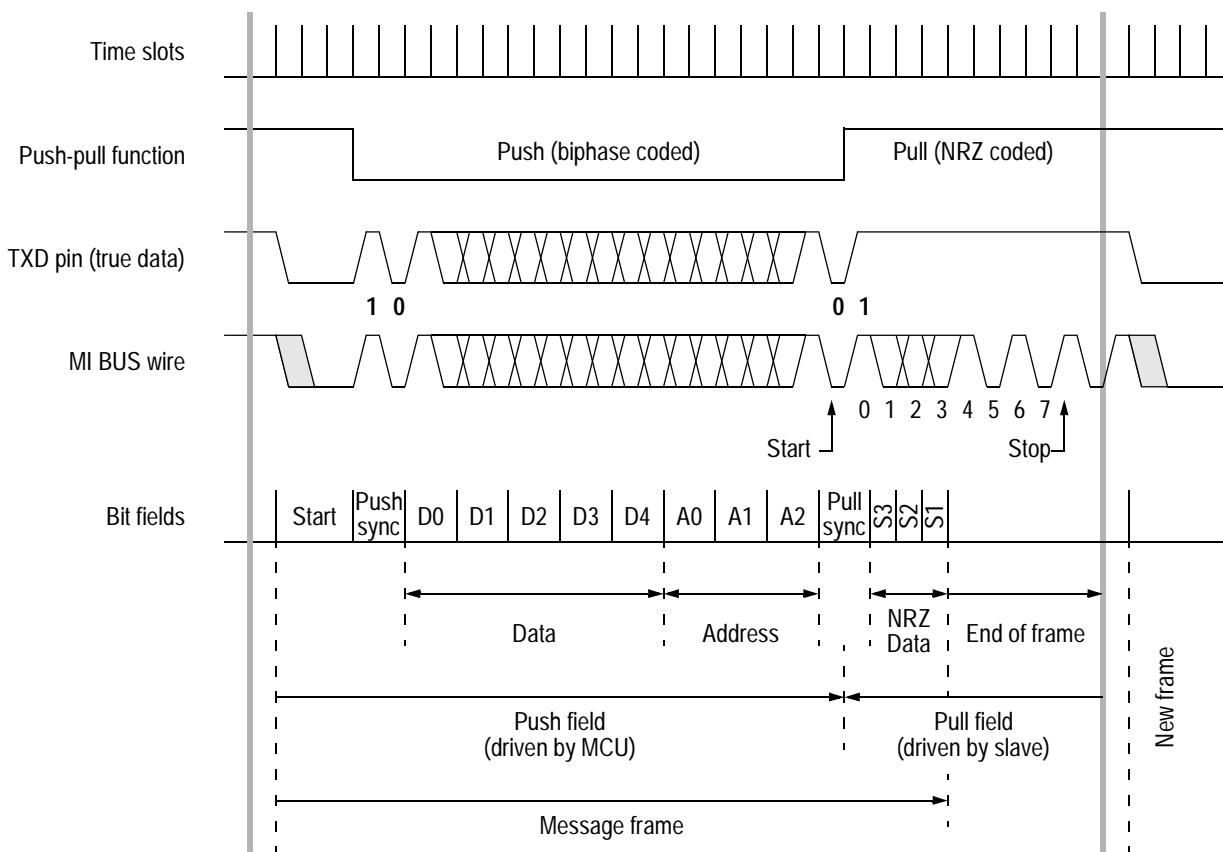 Time slots
Push-pull function
Push (biphase coded)
Pull (NRZ coded)
TXD pin (true data)
1 0
0 1
MI BUS wire
0 1 2 3 4 5 6 7
Start
Stop
Bit fields
Start
Push
sync
D0
D1
D2
D3
D4
A0
A1
A2
Pull
sync
S3
S2
S1
Data
Address
NRZ
Data
End of frame
Push field
(driven by MCU)
Pull field
(driven by slave)
New frame
Message frame